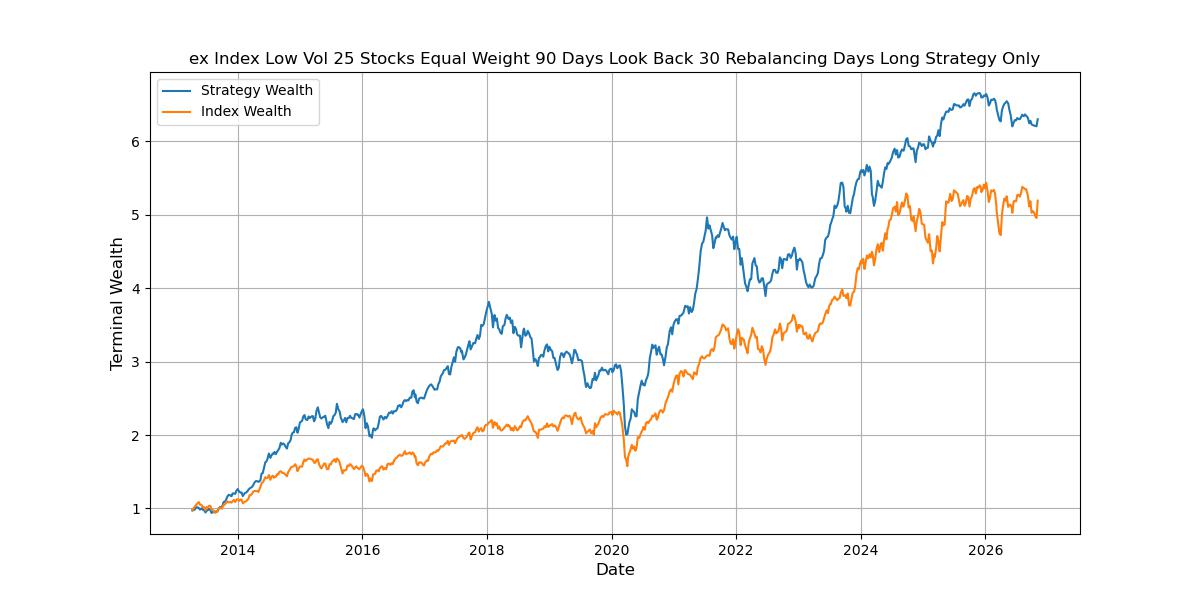 ex Index Low Vol 25 Stocks Equal Weight 90 Days Look Back 30 Rebalancing Days Long Strategy Only
Strategy Wealth
Index Wealth
Terminal Wealth
6
5
4
3
2
1
2014 2016 2018 2020 2022 2024 2026
Date